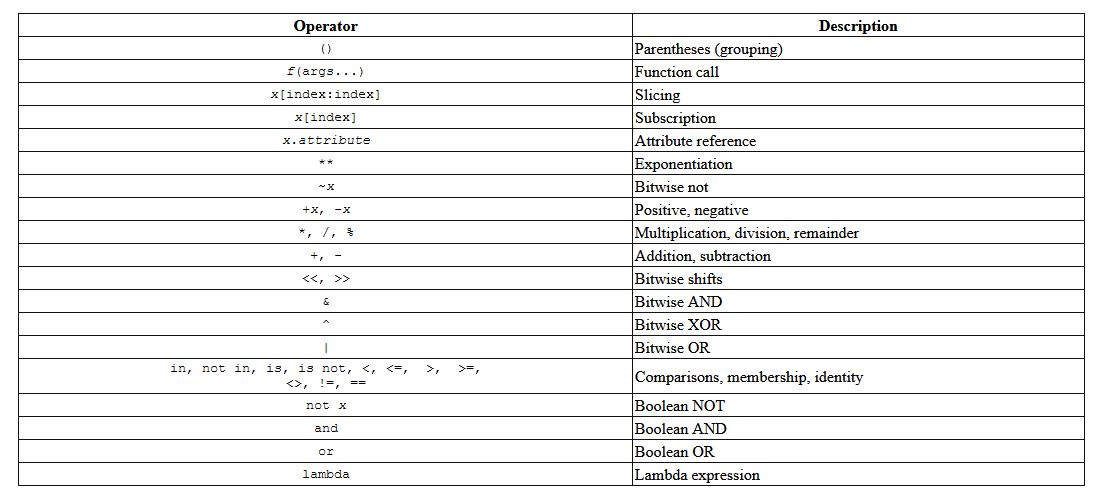 Operator Description
() Parentheses (grouping)
f(args...) Function call
x[index:index] Slicing
x[index] Subscription
x.attribute Attribute reference
** Exponentiation
~x Bitwise not
+x, -x Positive, negative
*, /, % Multiplication, division, remainder
+, - Addition, subtraction
<<, >> Bitwise shifts
& Bitwise AND
^ Bitwise XOR
| Bitwise OR
in, not in, is, is not, <, <=, >, >=,
<>, !=, == Comparisons, membership, identity
not x Boolean NOT
and Boolean AND
or Boolean OR
lambda Lambda expression